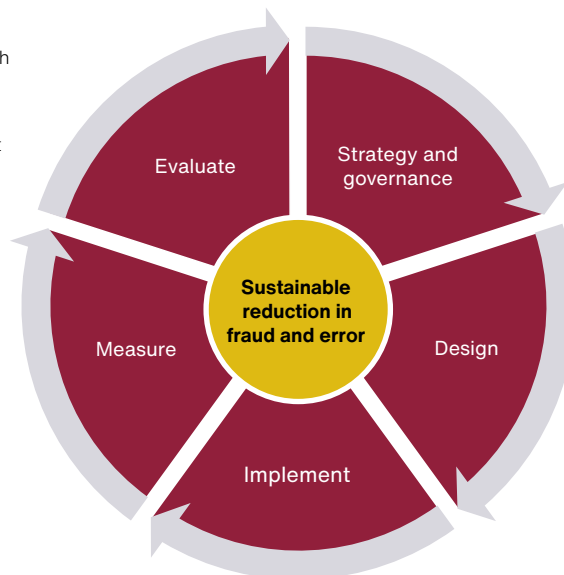 h
t
Evaluate
Strategy and
governance
Sustainable
reduction in
fraud and error
Measure
Design
Implement